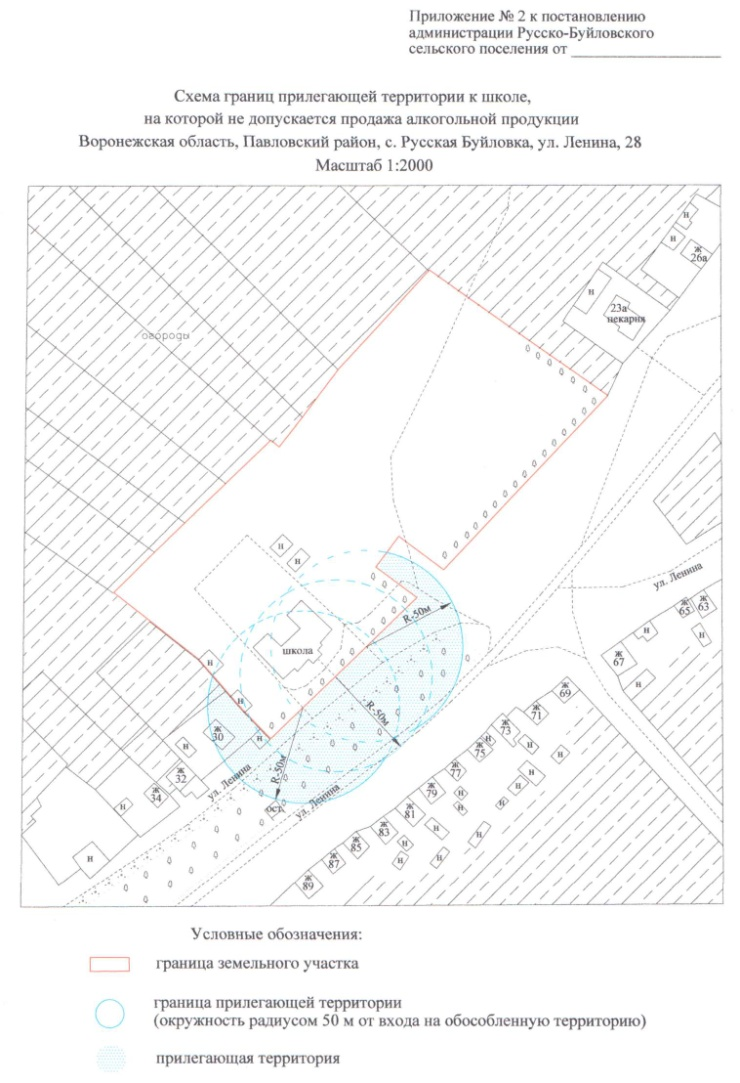 Приложение № 2 к постановлению
администрации Русско-Буйловского
сельского поселения от
Схема границ прилегающей территории к школе,
на которой не допускается продажа алкогольной продукции
Воронежская область, Павловский район, с. Русская Буйловка, ул. Ленина, 28
Масштаб 1:2000
н
н
ж
26а
н
23а
пекарня
огороды
ул. Ленина
н
н
ж
65
ж
63
R-50м
н
н
школа
н
ж
67
н
н
ж
69
н
R-50м
ж
71
ж
30
н
ж
73
н
н
ж
75
н
н
R-50м
ж
77
н
ж
32
ул. Ленина
ж
79
н
н
ж
34
н
ост.
ул. Ленина
ж
81
н
н
ж
83
н
н
ж
85
н
н
н
ж
87
ж
89
Условные обозначения:
граница земельного участка
граница прилегающей территории
(окружность радиусом 50 м от входа на обособленную территорию)
прилегающая территория